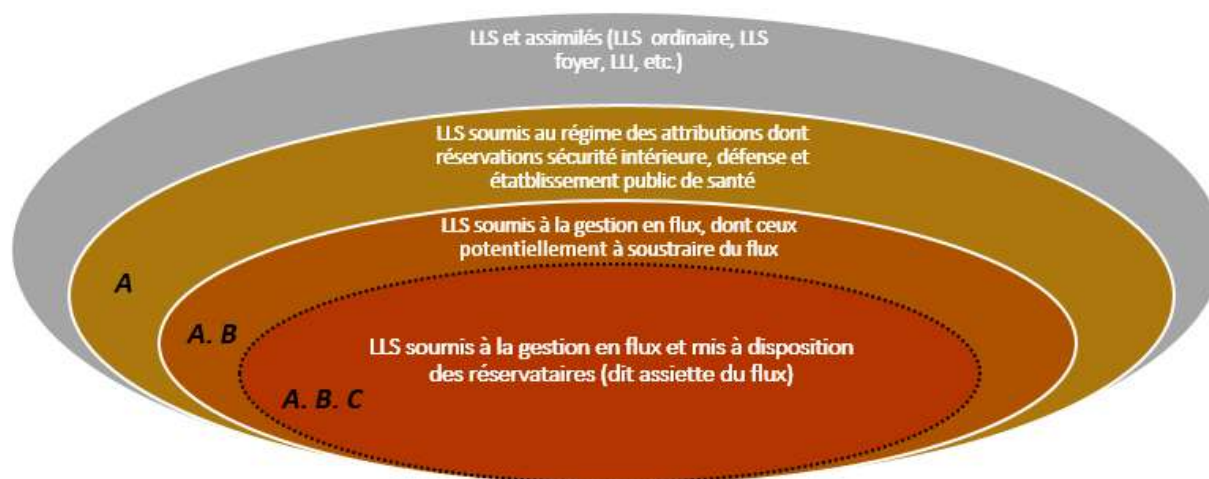 LLS et assimilés (LLS ordinaire, LLS
foyer, LLI, etc.)
LLS soumis au régime des attributions dont
réservations sécurité intérieure, défense et
étatblissement public de santé
LLS soumis à la gestion en flux, dont ceux
potentiellement à soustraire du flux
A
A. B
LLS soumis à la gestion en flux et mis à disposition
des réservataires (dit assiette du flux)
A. B. C